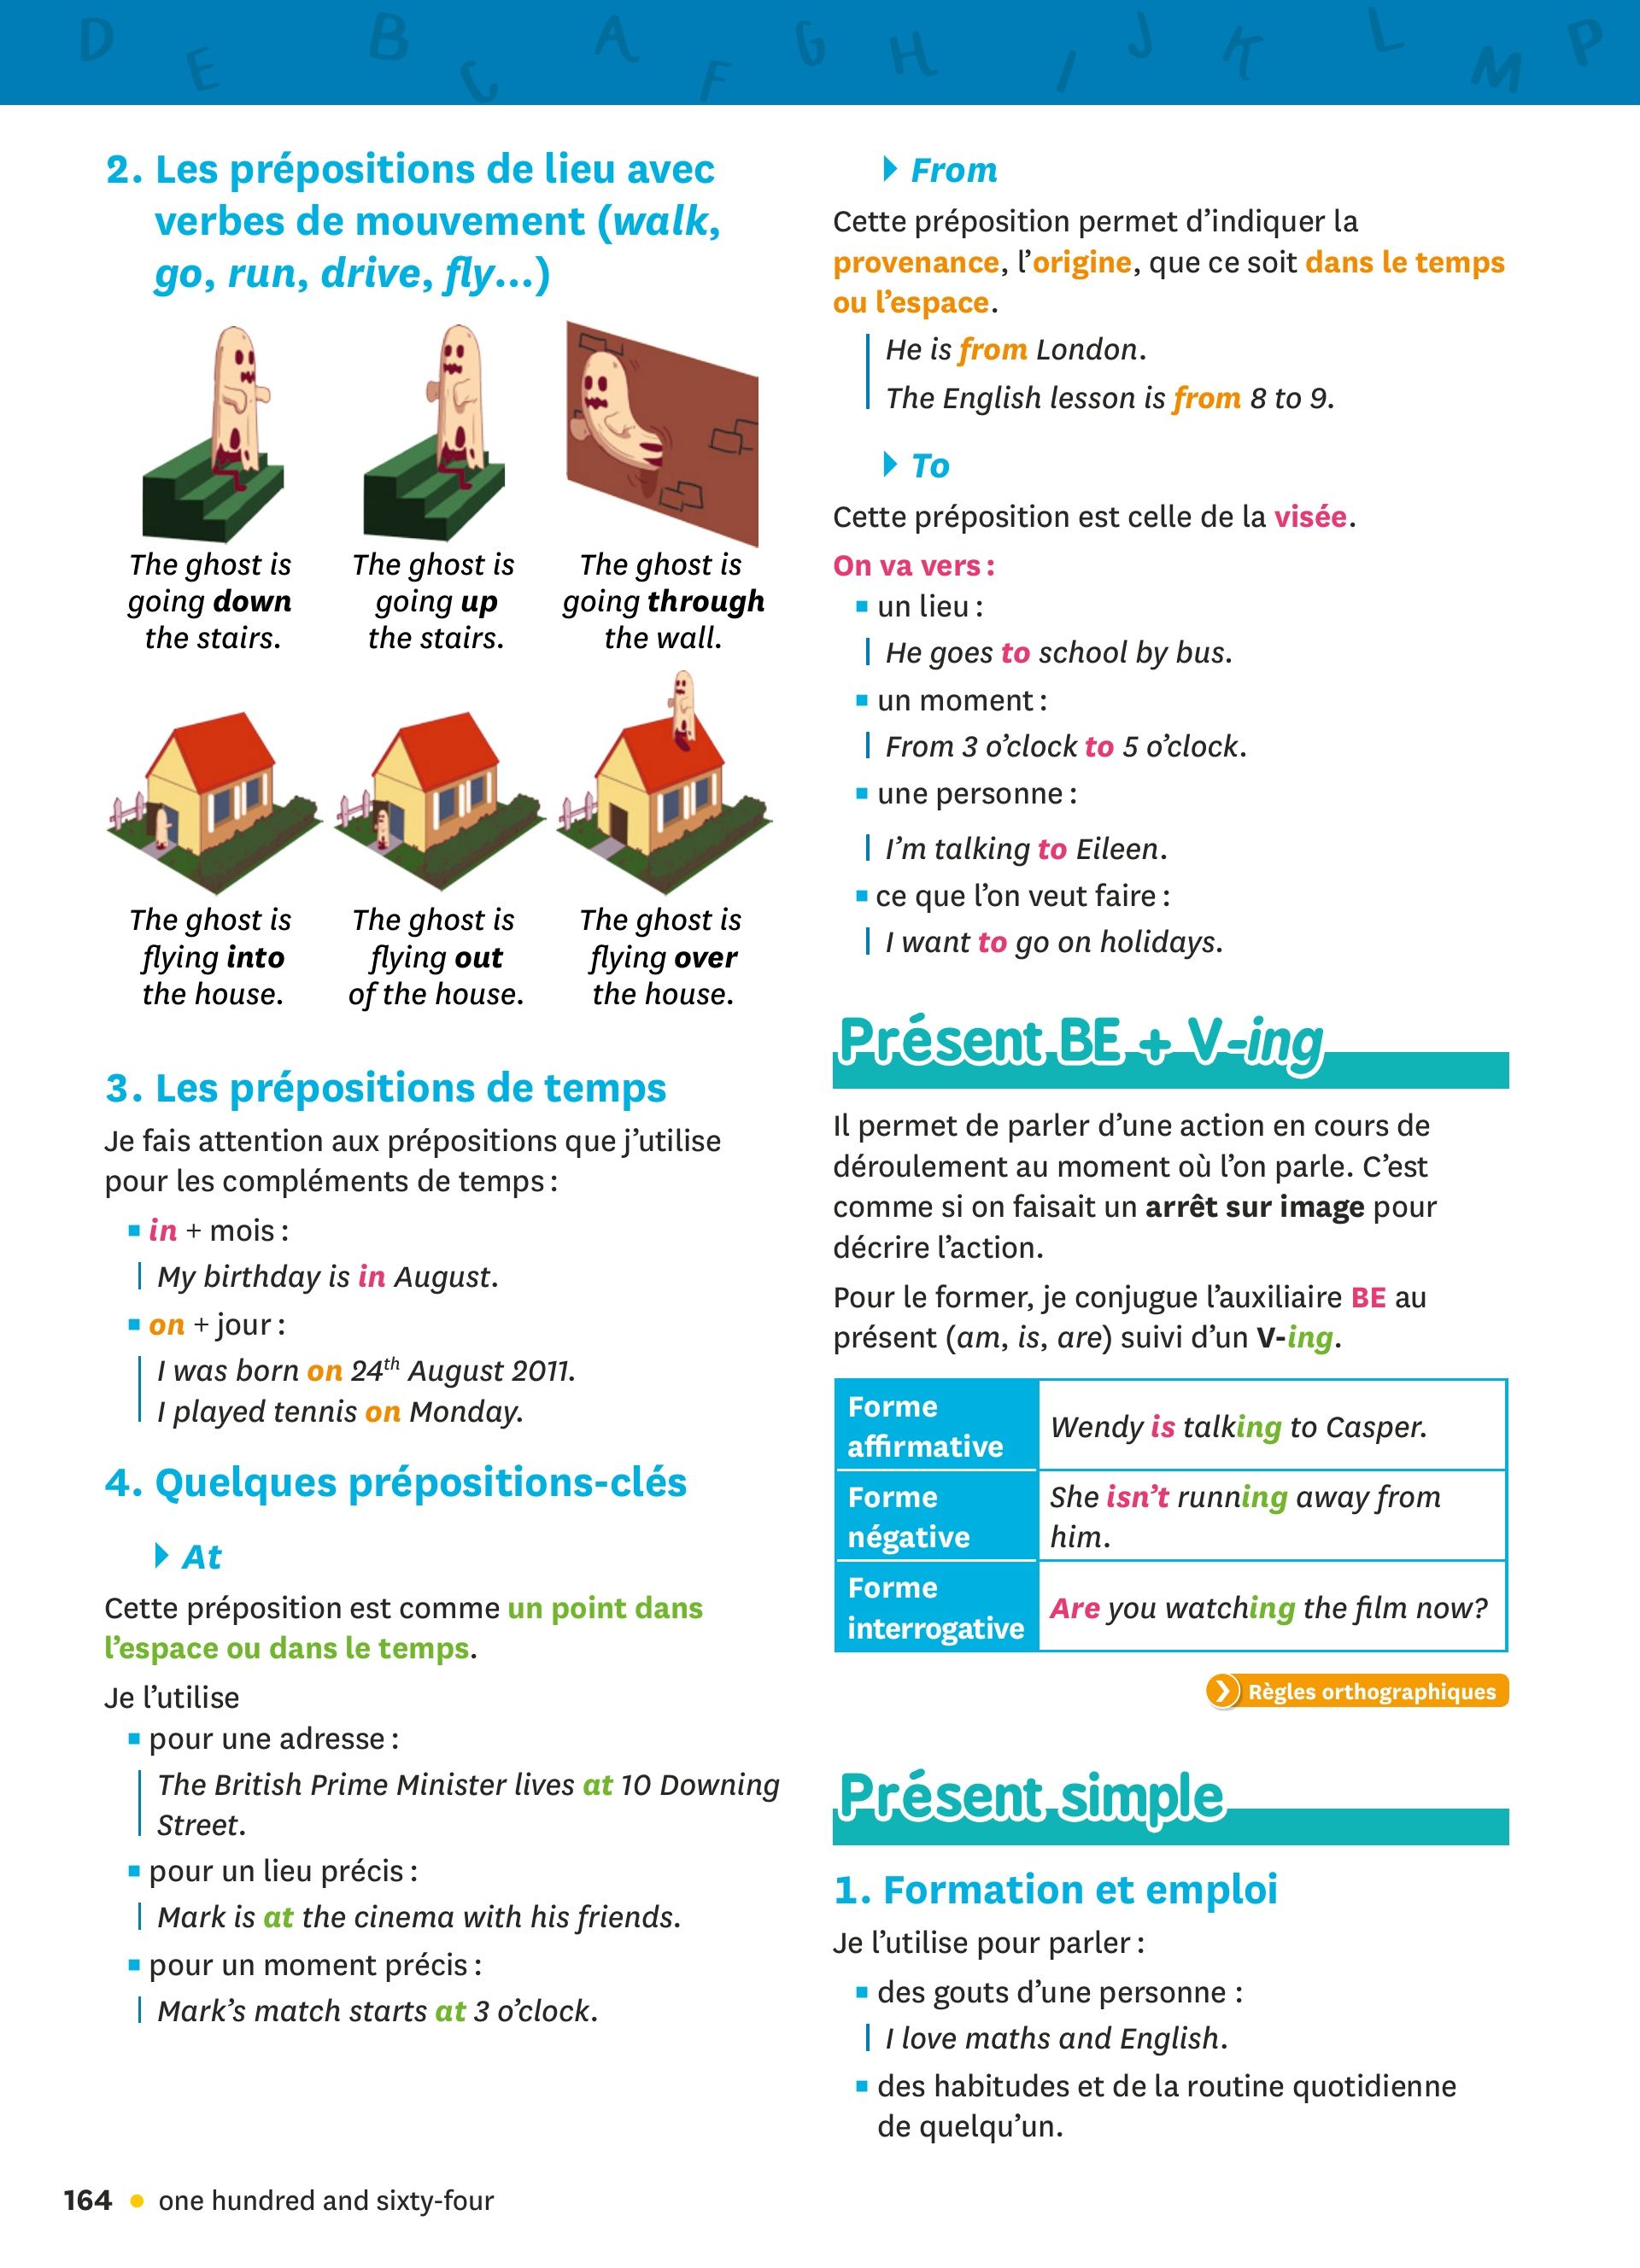 D E B C A F G H I J K L M P
2. Les prépositions de lieu avec
verbes de mouvement (walk,
go, run, drive, fly...)
The ghost is
going down
the stairs.
The ghost is
going up
the stairs.
The ghost is
going through
the wall.
The ghost is
flying into
the house.
The ghost is
flying out
of the house.
The ghost is
flying over
the house.
3. Les prépositions de temps
Je fais attention aux prépositions que j’utilise
pour les compléments de temps :
in + mois :
My birthday is in August.
on + jour :
I was born on 24th August 2011.
I played tennis on Monday.
4. Quelques prépositions-clés
At
Cette préposition est comme un point dans
l’espace ou dans le temps.
Je l’utilise
pour une adresse :
The British Prime Minister lives at 10 Downing
Street.
pour un lieu précis :
Mark is at the cinema with his friends.
pour un moment précis :
Mark’s match starts at 3 o’clock.
From
Cette préposition permet d’indiquer la
provenance, l’origine, que ce soit dans le temps
ou l’espace.
He is from London.
The English lesson is from 8 to 9.
To
Cette préposition est celle de la visée.
On va vers :
un lieu :
He goes to school by bus.
un moment :
From 3 o’clock to 5 o’clock.
une personne :
I’m talking to Eileen.
ce que l’on veut faire :
I want to go on holidays.
Présent BE + V-ing
Il permet de parler d’une action en cours de
déroulement au moment où l’on parle. C’est
comme si on faisait un arrêt sur image pour
décrire l’action.
Pour le former, je conjugue l’auxiliaire BE au
présent (am, is, are) suivi d’un V-ing.
Forme
affirmative
Wendy is talking to Casper.
Forme
négative
She isn’t running away from
him.
Forme
interrogative
Are you watching the film now?
Règles orthographiques
Présent simple
1. Formation et emploi
Je l’utilise pour parler :
des gouts d’une personne :
I love maths and English.
des habitudes et de la routine quotidienne
de quelqu’un.
164 • one hundred and sixty-four